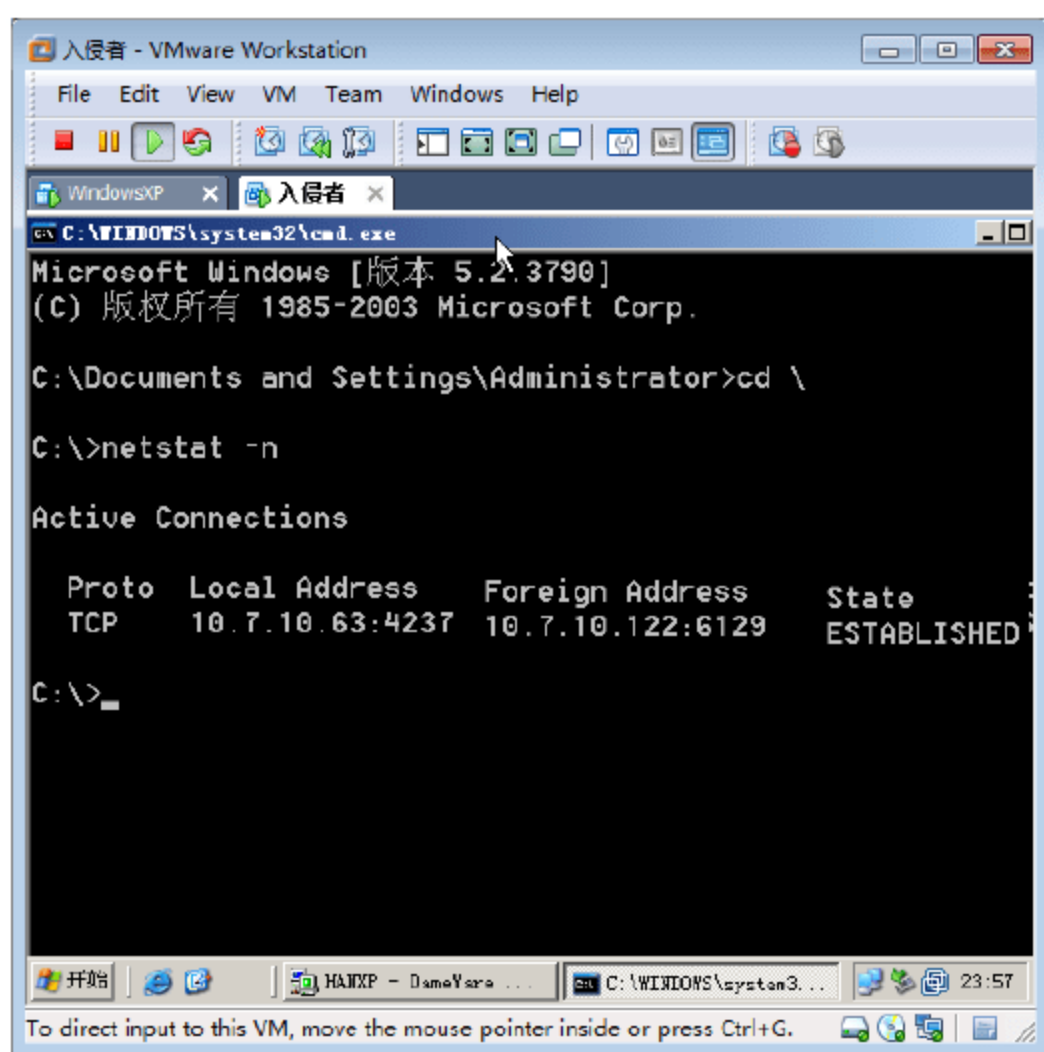 入侵者 - VMware Workstation
File Edit View VM Team Windows Help
WindowsXP 入侵者
C:\WINDOWS\system32\cmd.exe
Microsoft Windows [版本 5.2.3790]
(C) 版权所有 1985-2003 Microsoft Corp.
C:\Documents and Settings\Administrator>cd \
C:\>netstat -n
Active Connections
Proto Local Address Foreign Address State
TCP 10.7.10.63:4237 10.7.10.122:6129 ESTABLISHED
C:\>_
开始 HANXP - DameWare ... C:\WINDOWS\system3... 23:57
To direct input to this VM, move the mouse pointer inside or press Ctrl+G.